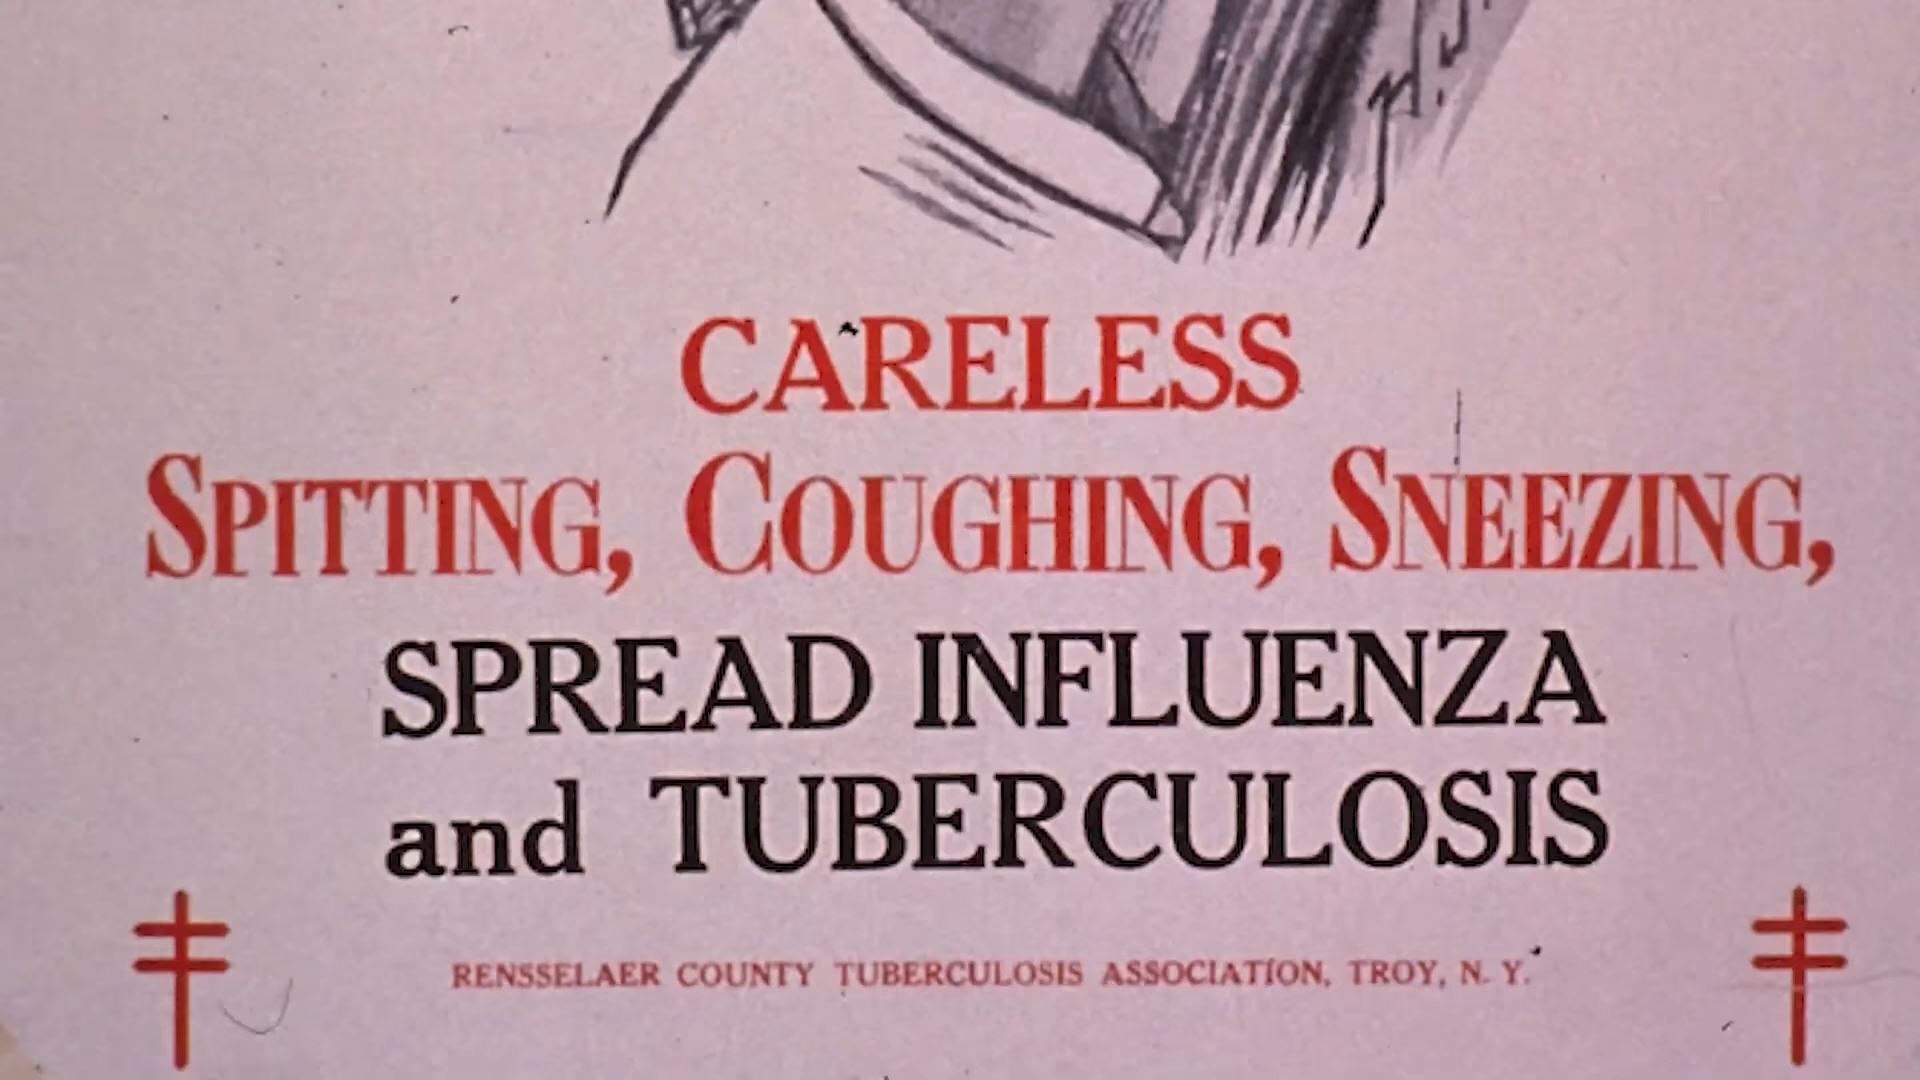 CARELESS
SPITTING, COUGHING, SNEEZING,
SPREAD INFLUENZA
and TUBERCULOSIS
RENSSELAER COUNTY TUBERCULOSIS ASSOCIATION, TROY, N. Y.